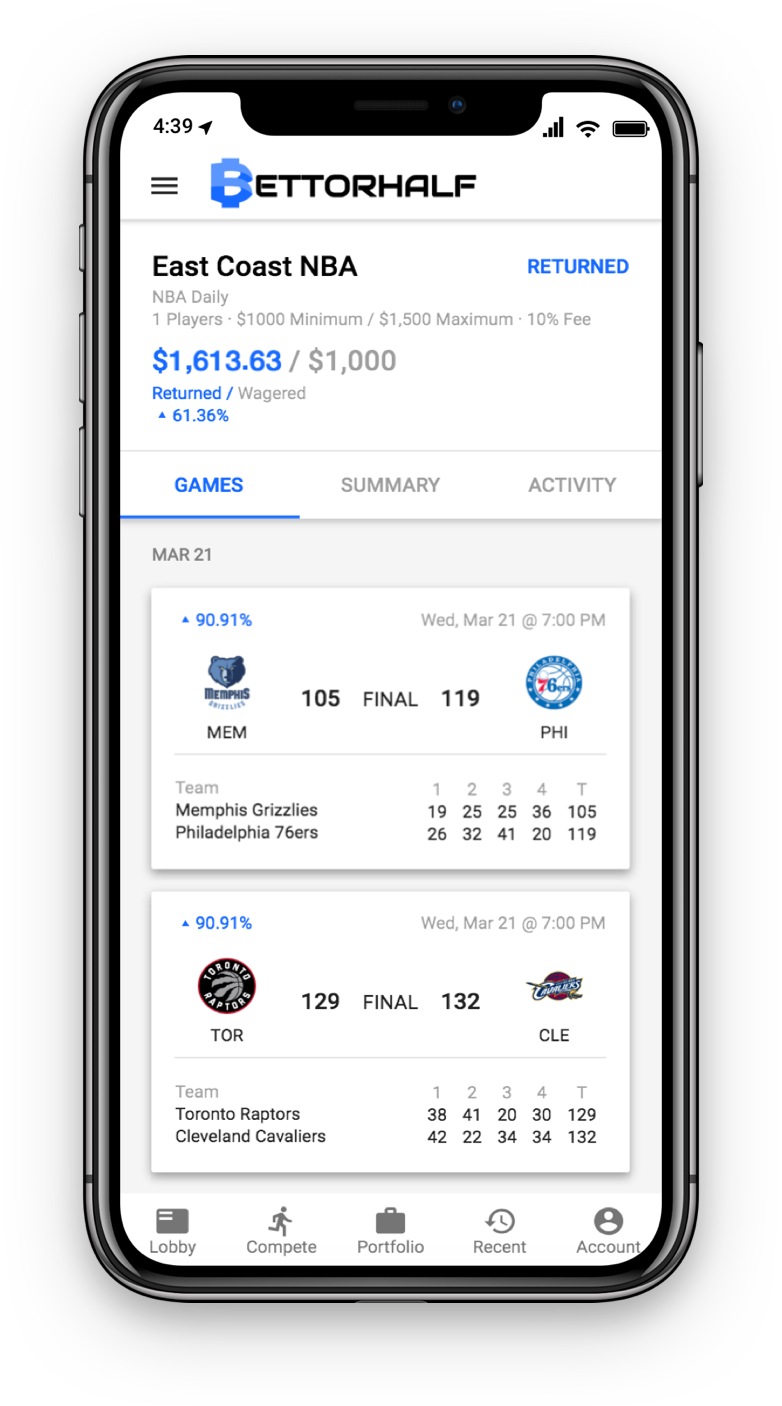 4:39
BETTORHALF
East Coast NBA RETURNED
NBA Daily
1 Players · $1000 Minimum / $1,500 Maximum · 10% Fee
$1,613.63 / $1,000
Returned / Wagered
▲ 61.36%
GAMES SUMMARY ACTIVITY
MAR 21
▲ 90.91% Wed, Mar 21 @ 7:00 PM
MEMPHIS
GRIZZLIES
PHILADELPHIA
76ers
105 FINAL 119
MEM PHI
Team 1 2 3 4 T
Memphis Grizzlies 19 25 25 36 105
Philadelphia 76ers 26 32 41 20 119
▲ 90.91% Wed, Mar 21 @ 7:00 PM
TORONTO
RAPTORS
CAVALIERS
129 FINAL 132
TOR CLE
Team 1 2 3 4 T
Toronto Raptors 38 41 20 30 129
Cleveland Cavaliers 42 22 34 34 132
Lobby Compete Portfolio Recent Account